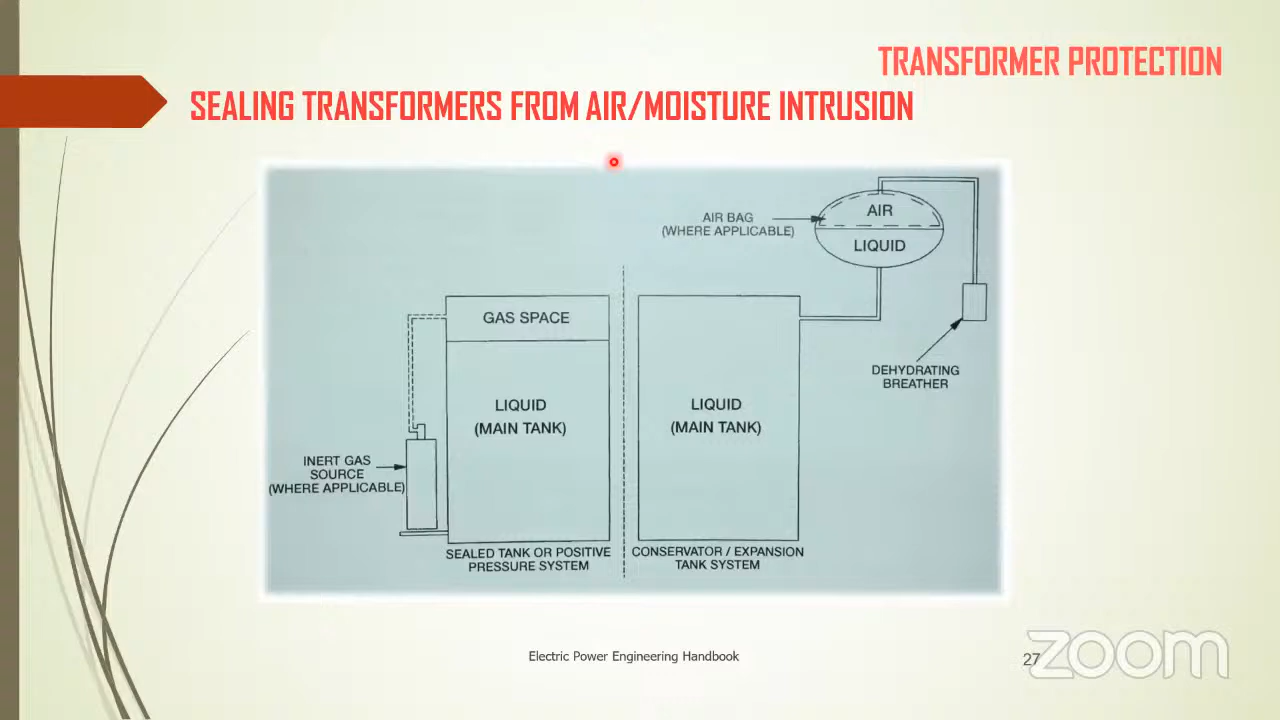 TRANSFORMER PROTECTION
SEALING TRANSFORMERS FROM AIR/MOISTURE INTRUSION
AIR BAG
(WHERE APPLICABLE)
AIR
LIQUID
GAS SPACE
LIQUID
(MAIN TANK)
LIQUID
(MAIN TANK)
DEHYDRATING
BREATHER
INERT GAS
SOURCE
(WHERE APPLICABLE)
SEALED TANK OR POSITIVE
PRESSURE SYSTEM
CONSERVATOR / EXPANSION
TANK SYSTEM
Electric Power Engineering Handbook
27
zoom